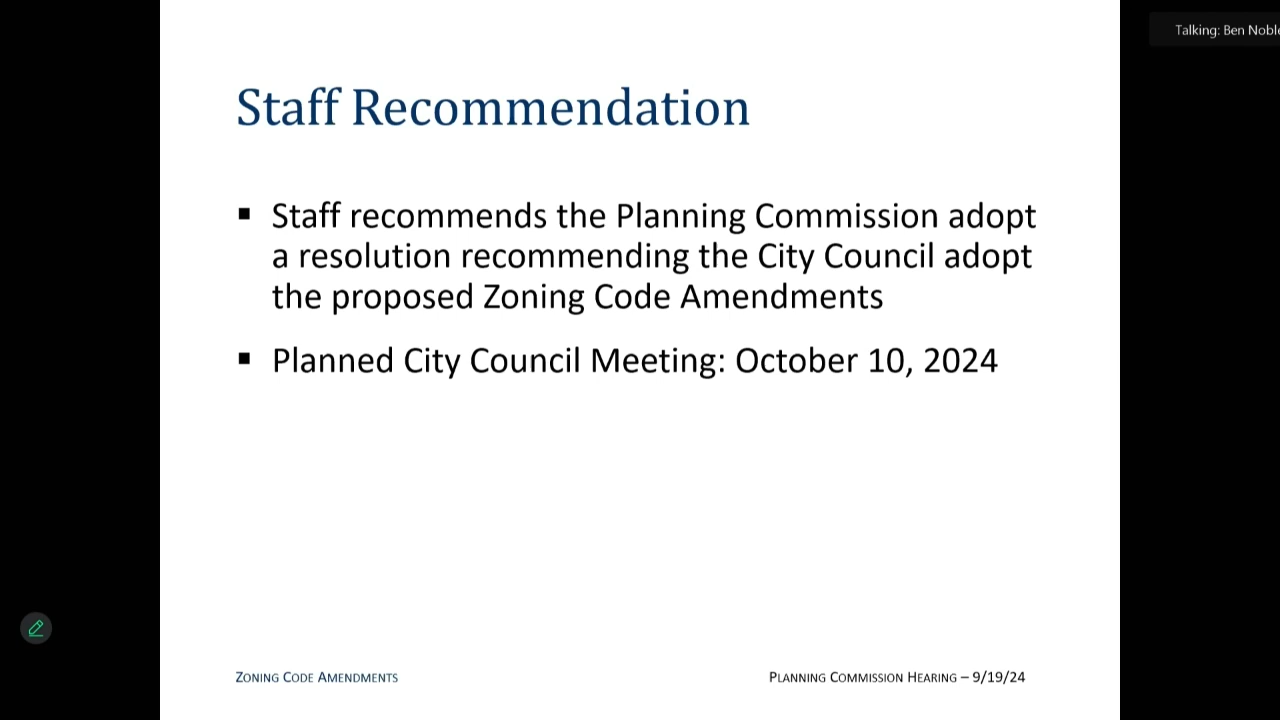 Talking: Ben Noble
Staff Recommendation
▪ Staff recommends the Planning Commission adopt
a resolution recommending the City Council adopt
the proposed Zoning Code Amendments
▪ Planned City Council Meeting: October 10, 2024
ZONING CODE AMENDMENTS
PLANNING COMMISSION HEARING – 9/19/24